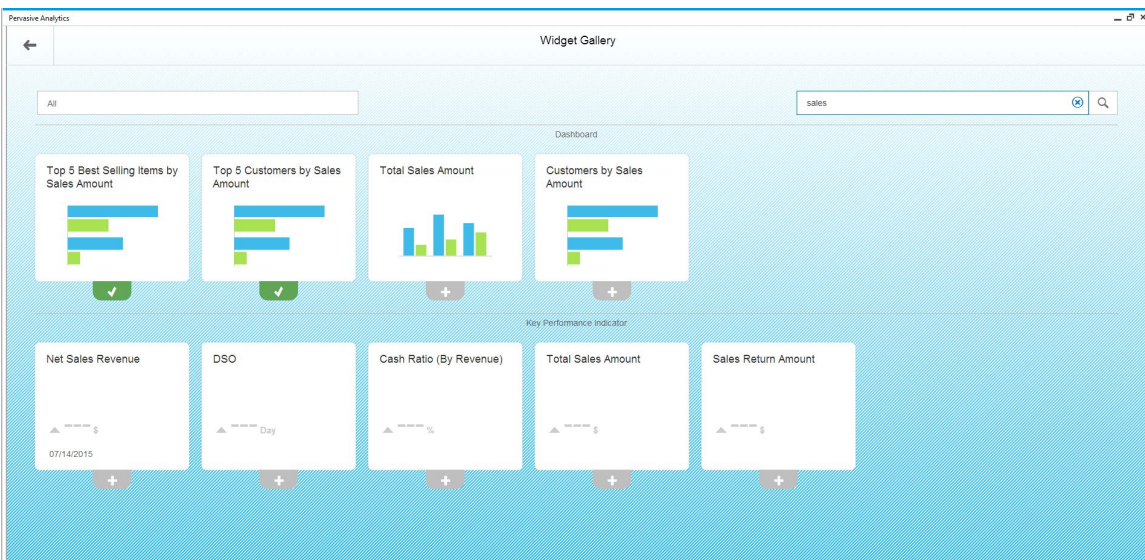 Pervasive Analytics
Widget Gallery
All
sales
Dashboard
Top 5 Best Selling Items by
Sales Amount
Top 5 Customers by Sales
Amount
Total Sales Amount
Customers by Sales
Amount
Key Performance Indicator
Net Sales Revenue
DSO
Cash Ratio (By Revenue)
Total Sales Amount
Sales Return Amount
--- $
--- Day
--- %
--- $
--- $
07/14/2015